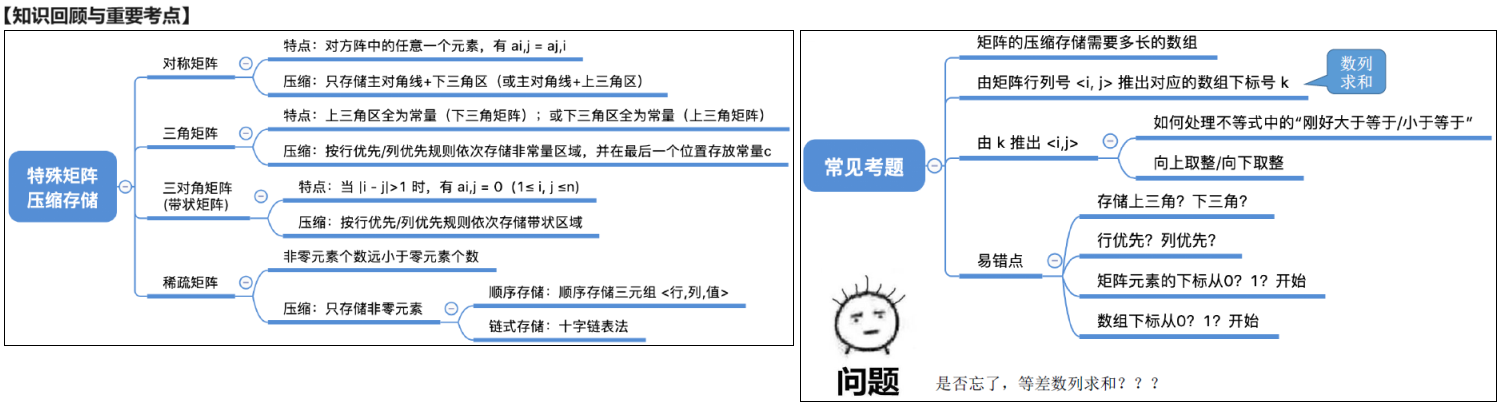 【知识回顾与重要考点】
特殊矩阵
压缩存储
对称矩阵
特点：对方阵中的任意一个元素，有 ai,j = aj,i
压缩：只存储主对角线+下三角区（或主对角线+上三角区）
三角矩阵
特点：上三角区全为常量（下三角矩阵）；或下三角区全为常量（上三角矩阵）
压缩：按行优先/列优先规则依次存储非常量区域，并在最后一个位置存放常量c
三对角矩阵
(带状矩阵)
特点：当 |i - j|>1 时，有 ai,j = 0（1≤ i, j ≤n)
压缩：按行优先/列优先规则依次存储带状区域
稀疏矩阵
非零元素个数远小于零元素个数
压缩：只存储非零元素
顺序存储：顺序存储三元组 <行,列,值>
链式存储：十字链表法
常见考题
矩阵的压缩存储需要多长的数组
由矩阵行列号 <i, j> 推出对应的数组下标号 k
数列
求和
由 k 推出 <i,j>
如何处理不等式中的“刚好大于等于/小于等于”
向上取整/向下取整
易错点
存储上三角？下三角？
行优先？列优先？
矩阵元素的下标从0？1？开始
数组下标从0？1？开始
问题
是否忘了，等差数列求和？？？